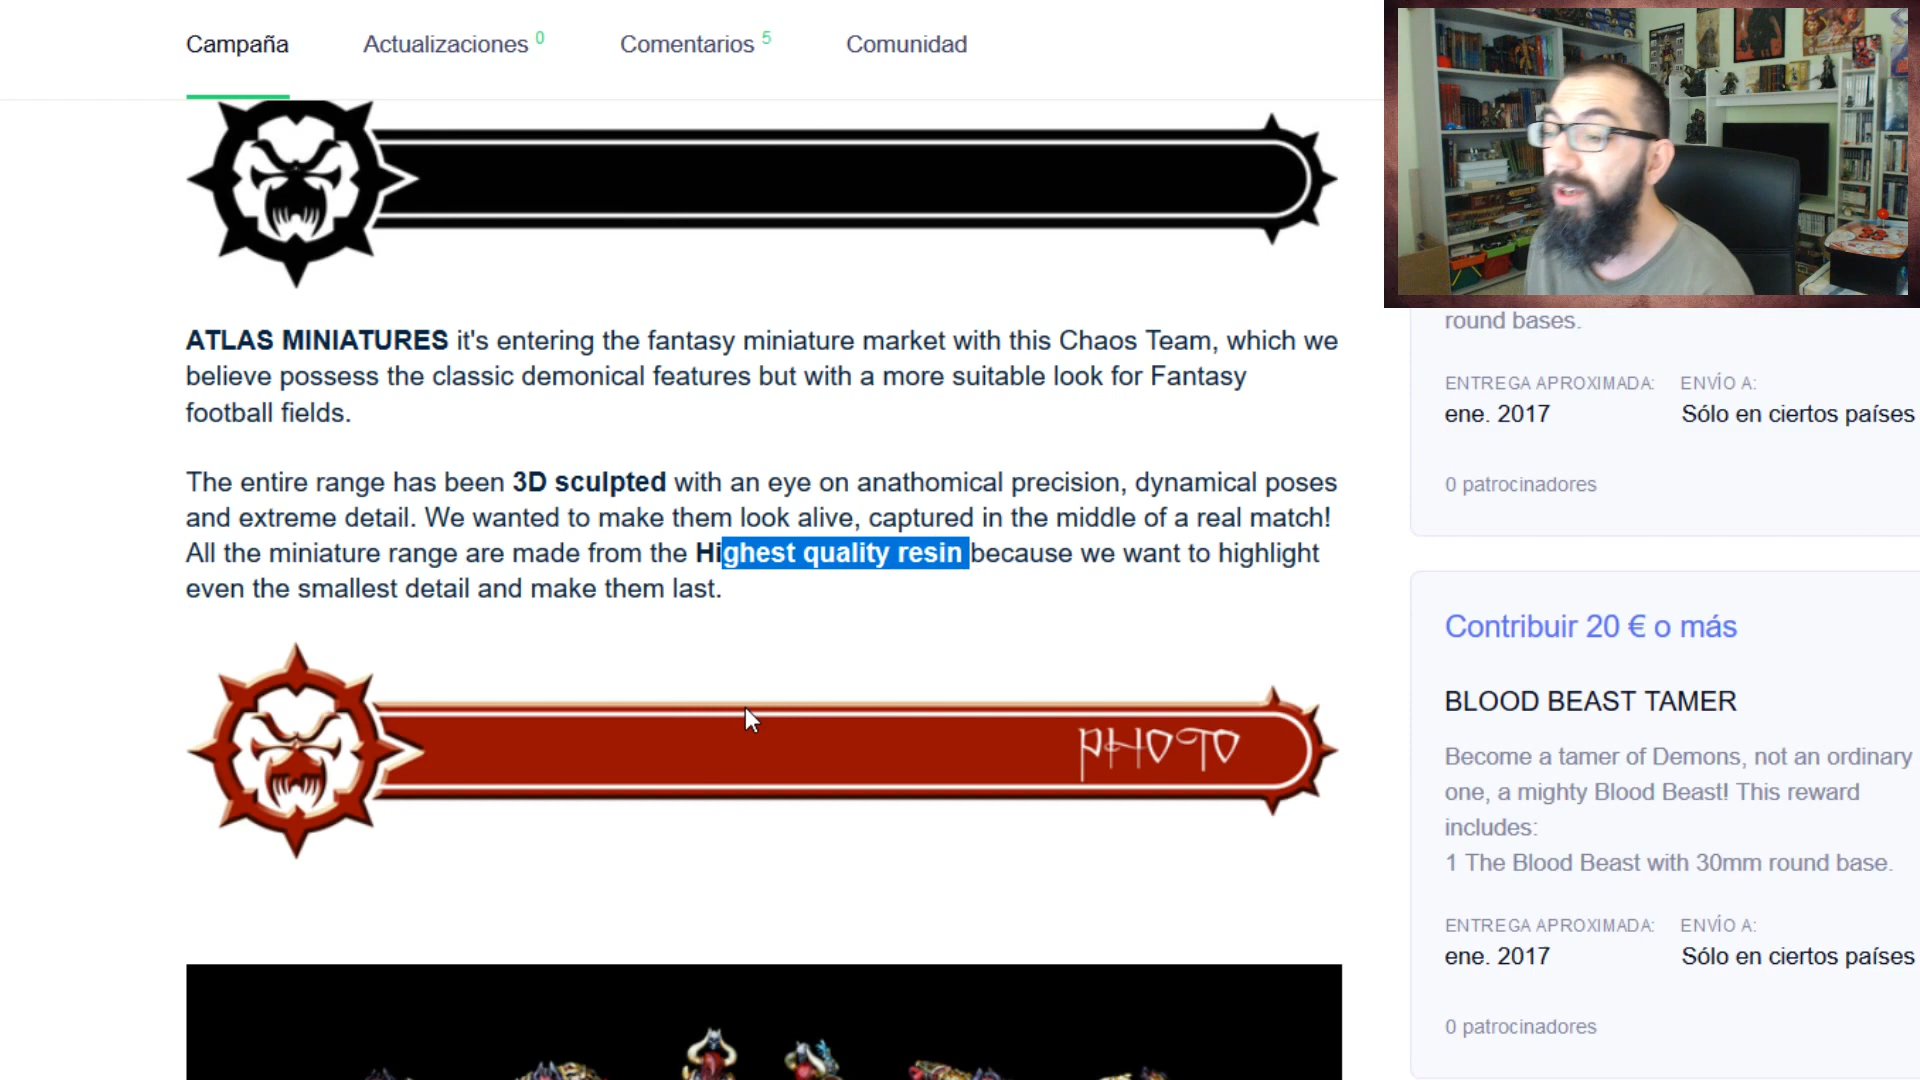 Campaña
Actualizaciones 0
Comentarios 5
Comunidad
ATLAS MINIATURES it's entering the fantasy miniature market with this Chaos Team, which we
believe possess the classic demonical features but with a more suitable look for Fantasy
football fields.
The entire range has been 3D sculpted with an eye on anathomical precision, dynamical poses
and extreme detail. We wanted to make them look alive, captured in the middle of a real match!
All the miniature range are made from the Highest quality resin because we want to highlight
even the smallest detail and make them last.
PHOTO
round bases.
ENTREGA APROXIMADA: ENVÍO A:
ene. 2017 Sólo en ciertos países
0 patrocinadores
Contribuir 20 € o más
BLOOD BEAST TAMER
Become a tamer of Demons, not an ordinary
one, a mighty Blood Beast! This reward
includes:
1 The Blood Beast with 30mm round base.
ENTREGA APROXIMADA: ENVÍO A:
ene. 2017 Sólo en ciertos países
0 patrocinadores